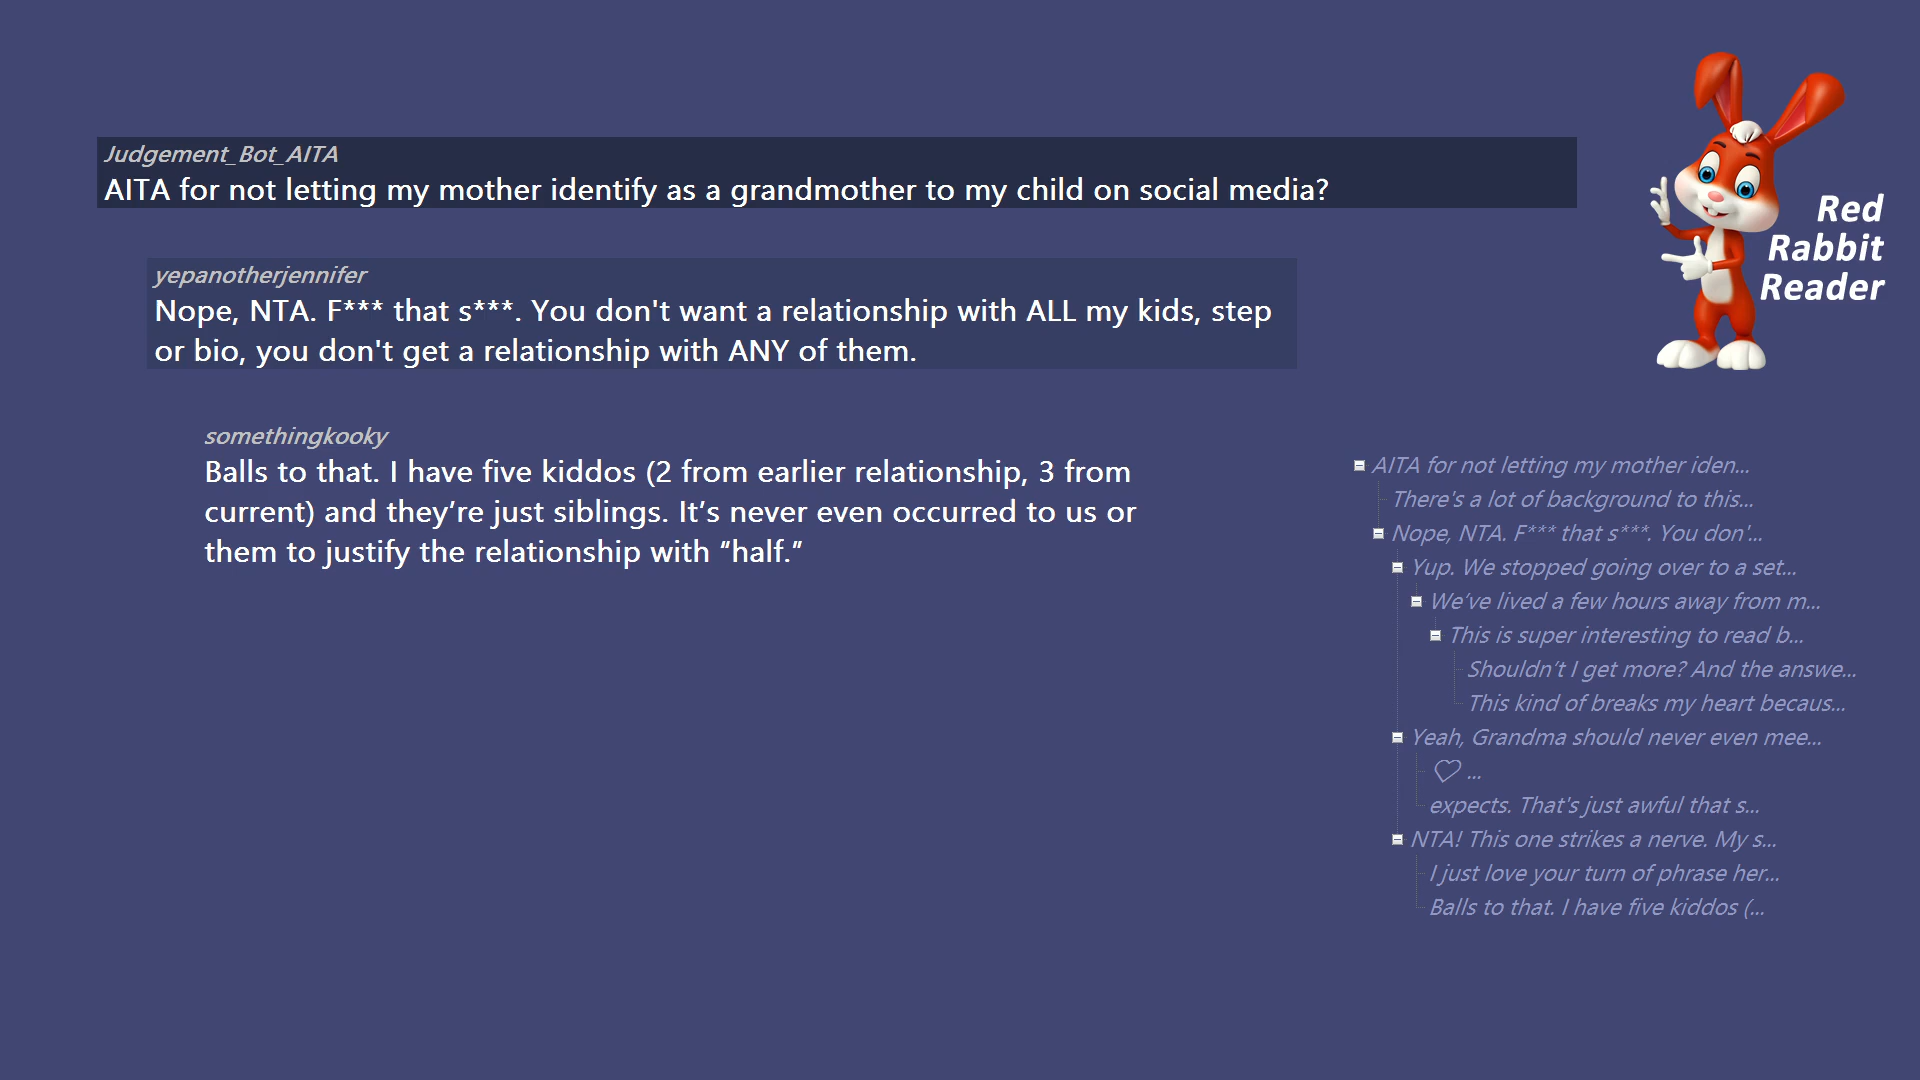 Judgement_Bot_AITA
AITA for not letting my mother identify as a grandmother to my child on social media?
yepanotherjennifer
Nope, NTA. F*** that s***. You don't want a relationship with ALL my kids, step
or bio, you don't get a relationship with ANY of them.
somethingkooky
Balls to that. I have five kiddos (2 from earlier relationship, 3 from
current) and they’re just siblings. It’s never even occurred to us or
them to justify the relationship with “half.”
Red
Rabbit
Reader
AITA for not letting my mother iden...
There's a lot of background to this...
Nope, NTA. F*** that s***. You don'...
Yup. We stopped going over to a set...
We’ve lived a few hours away from m...
This is super interesting to read b...
Shouldn’t I get more? And the answe...
This kind of breaks my heart becaus...
Yeah, Grandma should never even mee...
♡ ...
expects. That's just awful that s...
NTA! This one strikes a nerve. My s...
I just love your turn of phrase her...
Balls to that. I have five kiddos (...